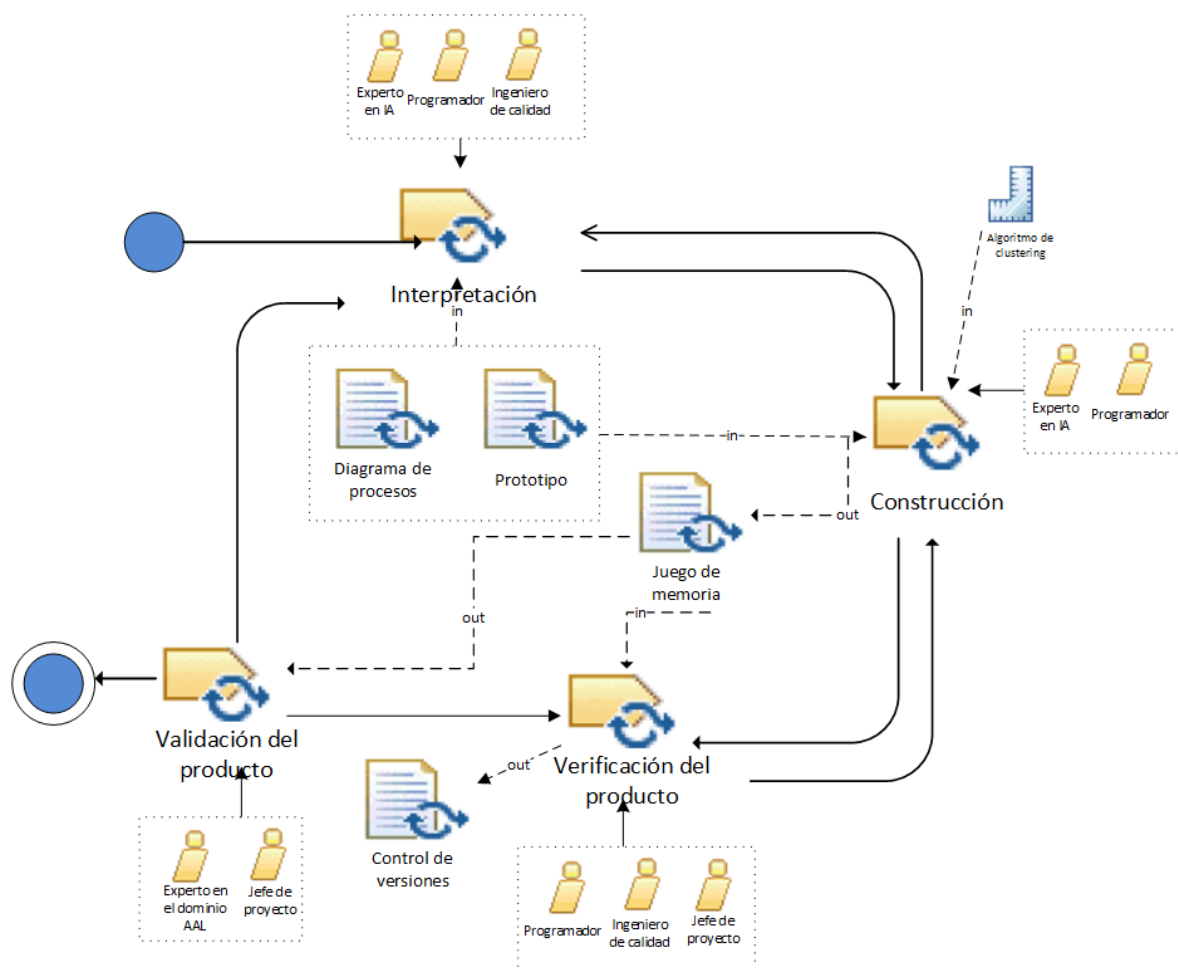 Experto
en IA
Programador
Ingeniero
de calidad
Algoritmo de
clustering
Interpretación
in
in
Experto
en IA
Programador
Diagrama de
procesos
Prototipo
in
Construcción
out
Juego de
memoria
out
in
Validación del
producto
Verificación del
producto
out
Control de
versiones
Experto en
el dominio
AAL
Jefe de
proyecto
Programador
Ingeniero
de calidad
Jefe de
proyecto